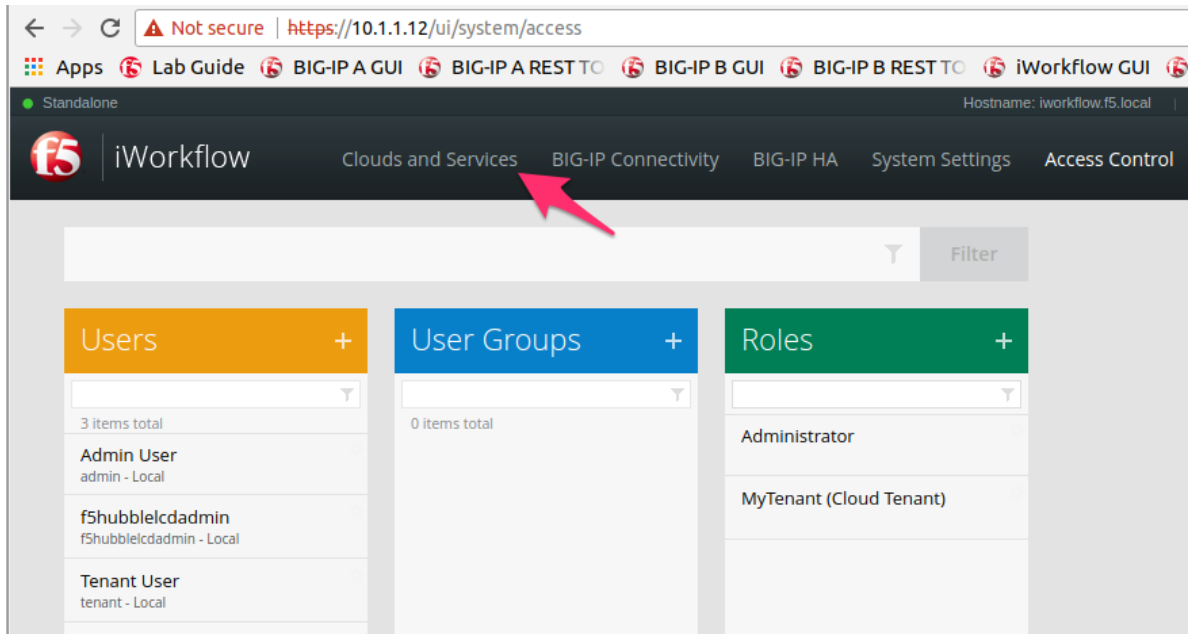 Not secure | https://10.1.1.12/ui/system/access
Apps Lab Guide BIG-IP A GUI BIG-IP A REST TO BIG-IP B GUI BIG-IP B REST TO iWorkflow GUI
Standalone Hostname: iworkflow.f5.local
f5 iWorkflow Clouds and Services BIG-IP Connectivity BIG-IP HA System Settings Access Control
Filter
Users +
3 items total
Admin User
admin - Local
f5hubblelcdadmin
f5hubblelcdadmin - Local
Tenant User
tenant - Local
User Groups +
0 items total
Roles +
Administrator
MyTenant (Cloud Tenant)